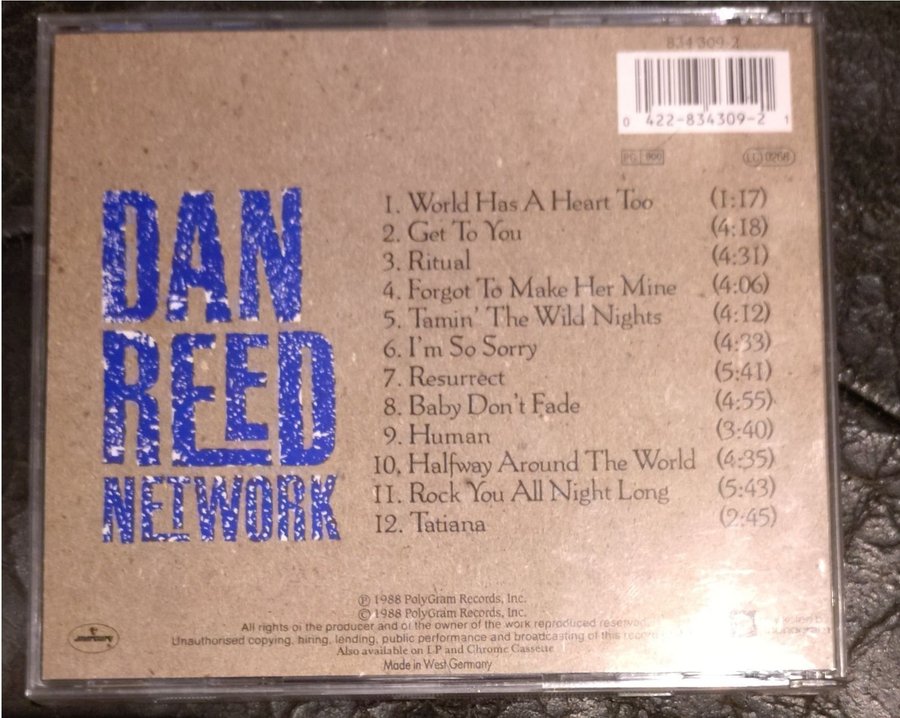 834 309-2
0 422-834309-2 1
PG 900
LC 0268
DAN
REED
NETWORK
1. World Has A Heart Too (1:17)
2. Get To You (4:18)
3. Ritual (4:31)
4. Forgot To Make Her Mine (4:06)
5. Tamin' The Wild Nights (4:12)
6. I'm So Sorry (4:33)
7. Resurrect (5:41)
8. Baby Don't Fade (4:55)
9. Human (3:40)
10. Halfway Around The World (4:35)
11. Rock You All Night Long (5:43)
12. Tatiana (2:45)
℗ 1988 PolyGram Records, Inc.
© 1988 PolyGram Records, Inc.
All rights of the producer and of the owner of the work reproduced reserved.
Unauthorised copying, hiring, lending, public performance and broadcasting of this
Also available on LP and Chrome Cassette
Made in West Germany
mercury